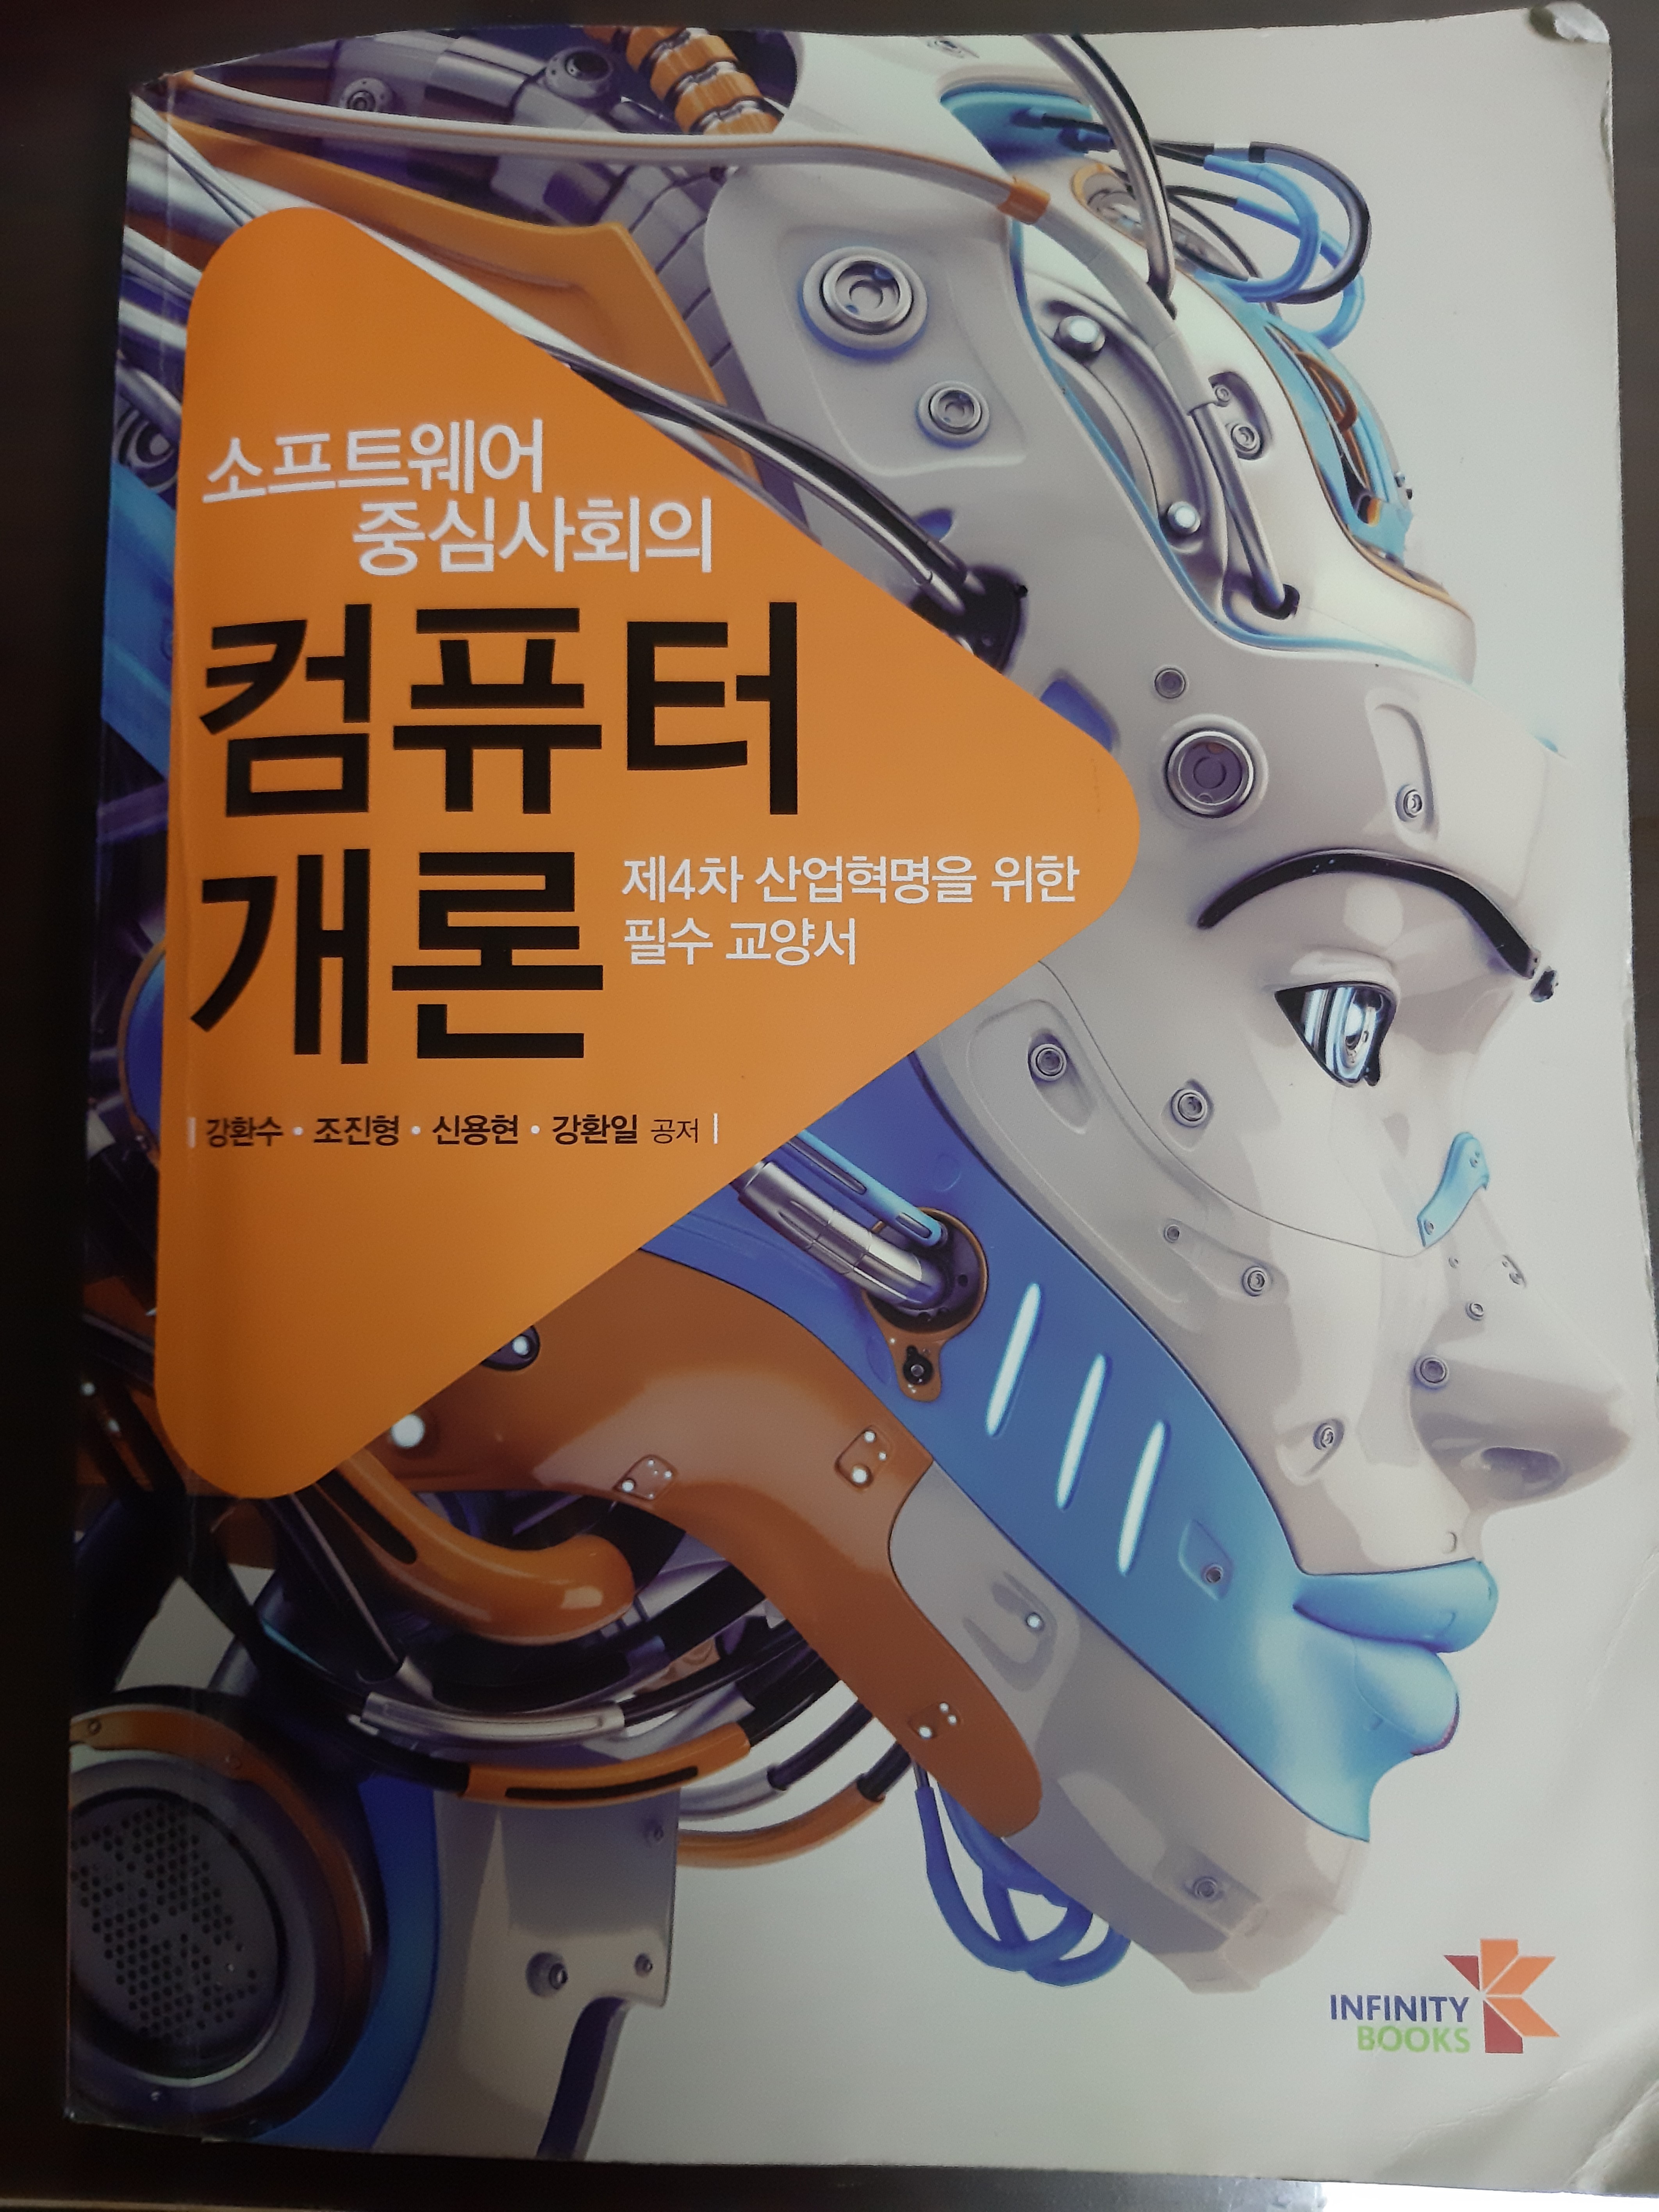 소프트웨어
중심사회의
컴퓨터
개론
제4차 산업혁명을 위한
필수 교양서
강환수 • 조진형 • 신용현 • 강환일 공저
INFINITY
BOOKS